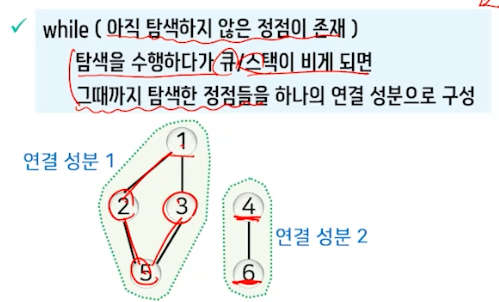 ✓ while ( 아직 탐색하지 않은 정점이 존재 )
탐색을 수행하다가 큐/스택이 비게 되면
그때까지 탐색한 정점들을 하나의 연결 성분으로 구성
연결 성분 1
1
2
3
4
5
6
연결 성분 2